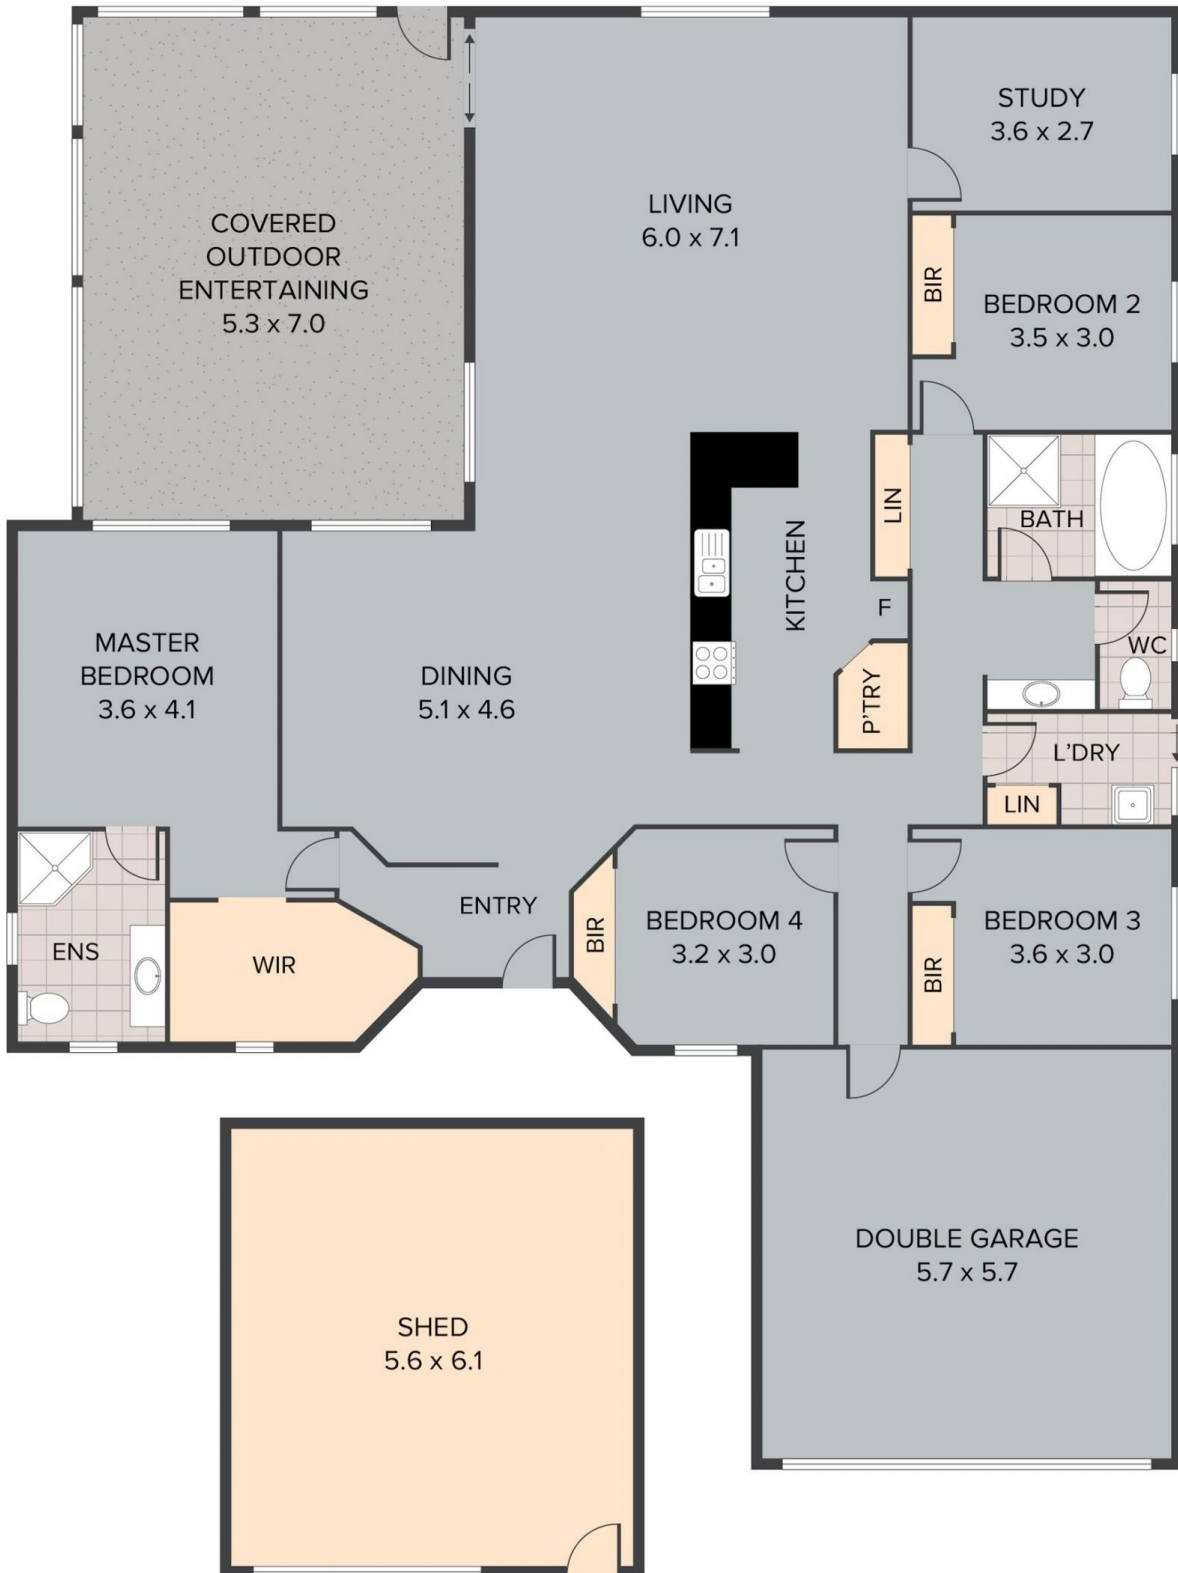 STUDY
3.6 x 2.7
LIVING
6.0 x 7.1
COVERED
OUTDOOR
ENTERTAINING
5.3 x 7.0
BIR
BEDROOM 2
3.5 x 3.0
LIN
BATH
KITCHEN
F
WC
MASTER
BEDROOM
3.6 x 4.1
DINING
5.1 x 4.6
P'TRY
L'DRY
LIN
ENTRY
BIR
BEDROOM 4
3.2 x 3.0
BEDROOM 3
3.6 x 3.0
BIR
ENS
WIR
DOUBLE GARAGE
5.7 x 5.7
SHED
5.6 x 6.1